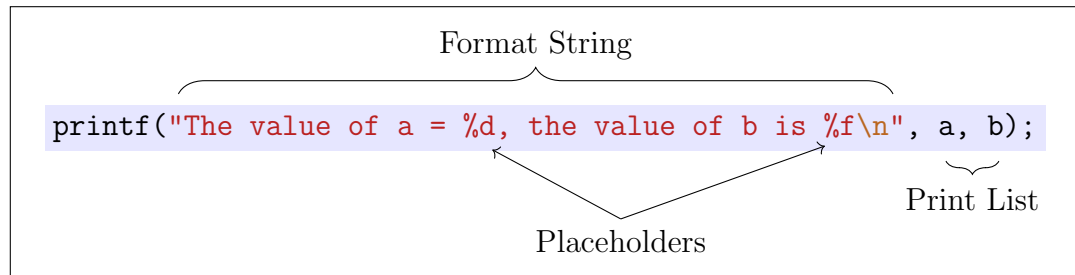 Format String
printf("The value of a = %d, the value of b is %f\n", a, b);
Print List
Placeholders